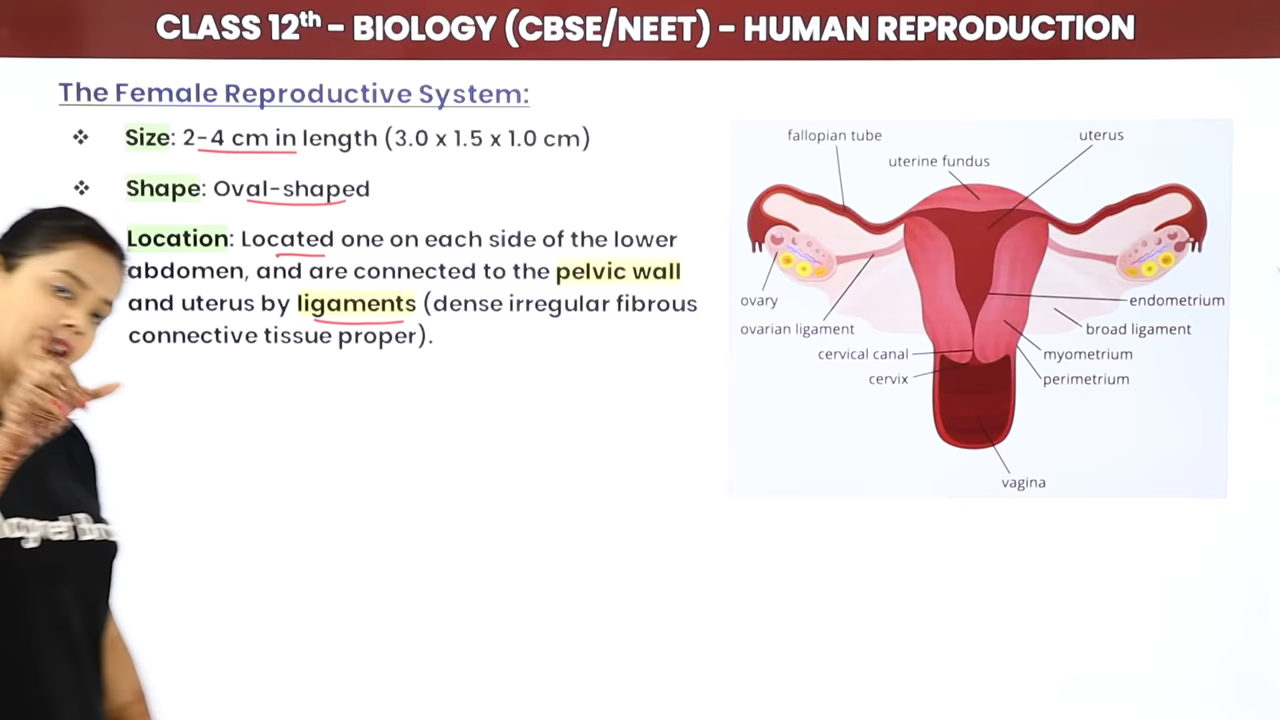 CLASS 12th - BIOLOGY (CBSE/NEET) - HUMAN REPRODUCTION
The Female Reproductive System:
❖ Size: 2-4 cm in length (3.0 x 1.5 x 1.0 cm)
❖ Shape: Oval-shaped
Location: Located one on each side of the lower
abdomen, and are connected to the pelvic wall
and uterus by ligaments (dense irregular fibrous
connective tissue proper).
fallopian tube
uterus
uterine fundus
ovary
endometrium
ovarian ligament
broad ligament
cervical canal
myometrium
cervix
perimetrium
vagina